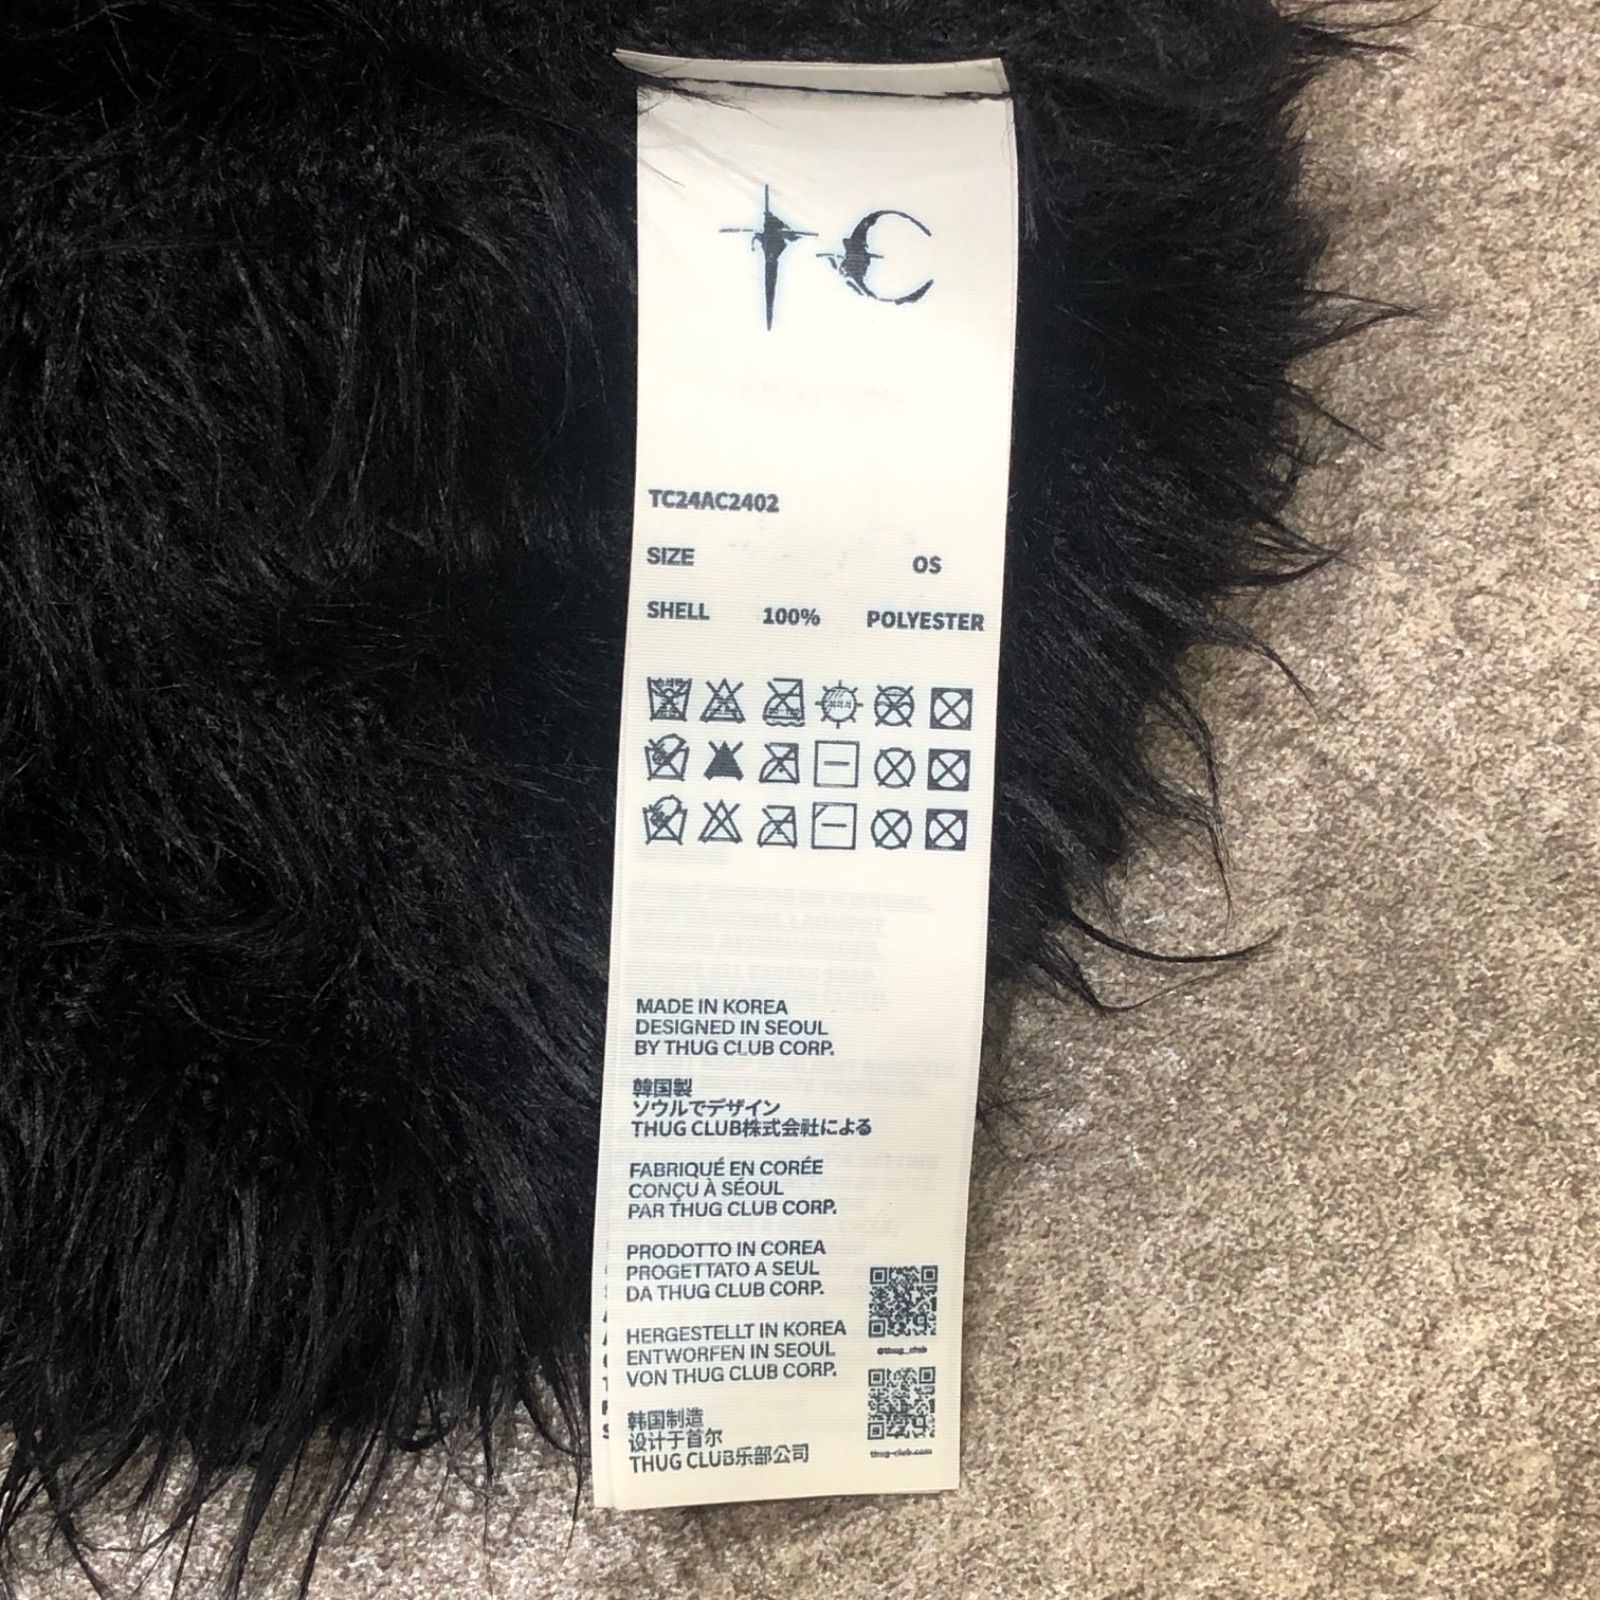 TC
TC24AC2402
SIZE OS
SHELL 100% POLYESTER
MADE IN KOREA
DESIGNED IN SEOUL
BY THUG CLUB CORP.
韓国製
ソウルでデザイン
THUG CLUB株式会社による
FABRIQUÉ EN CORÉE
CONÇU À SÉOUL
PAR THUG CLUB CORP.
PRODOTTO IN COREA
PROGETTATO A SEUL
DA THUG CLUB CORP.
HERGESTELLT IN KOREA
ENTWORFEN IN SEOUL
VON THUG CLUB CORP.
韩国制造
设计于首尔
THUG CLUB乐部公司
@thug_club
thug-club.com